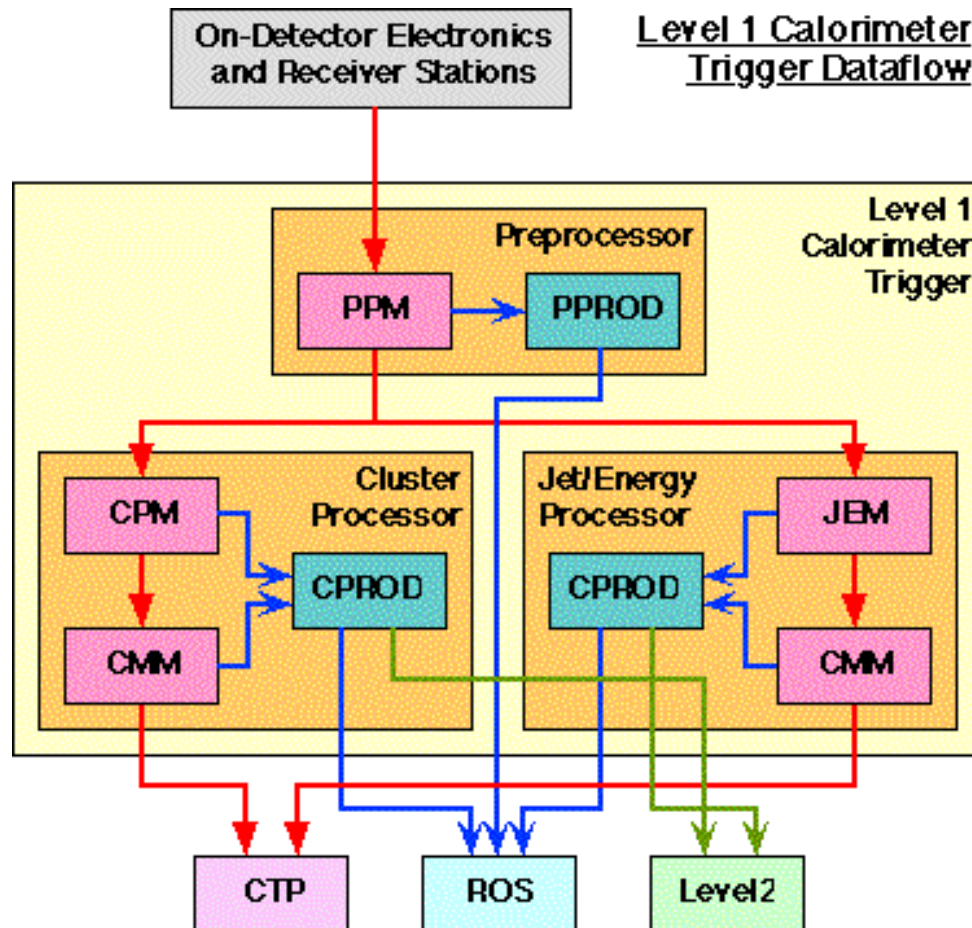 On-Detector Electronics
and Receiver Stations
Level 1 Calorimeter
Trigger Dataflow
Level 1
Calorimeter
Trigger
Preprocessor
PPM
PPROD
Cluster
Processor
CPM
CPROD
CMM
Jet/Energy
Processor
JEM
CPROD
CMM
CTP
ROS
Level2